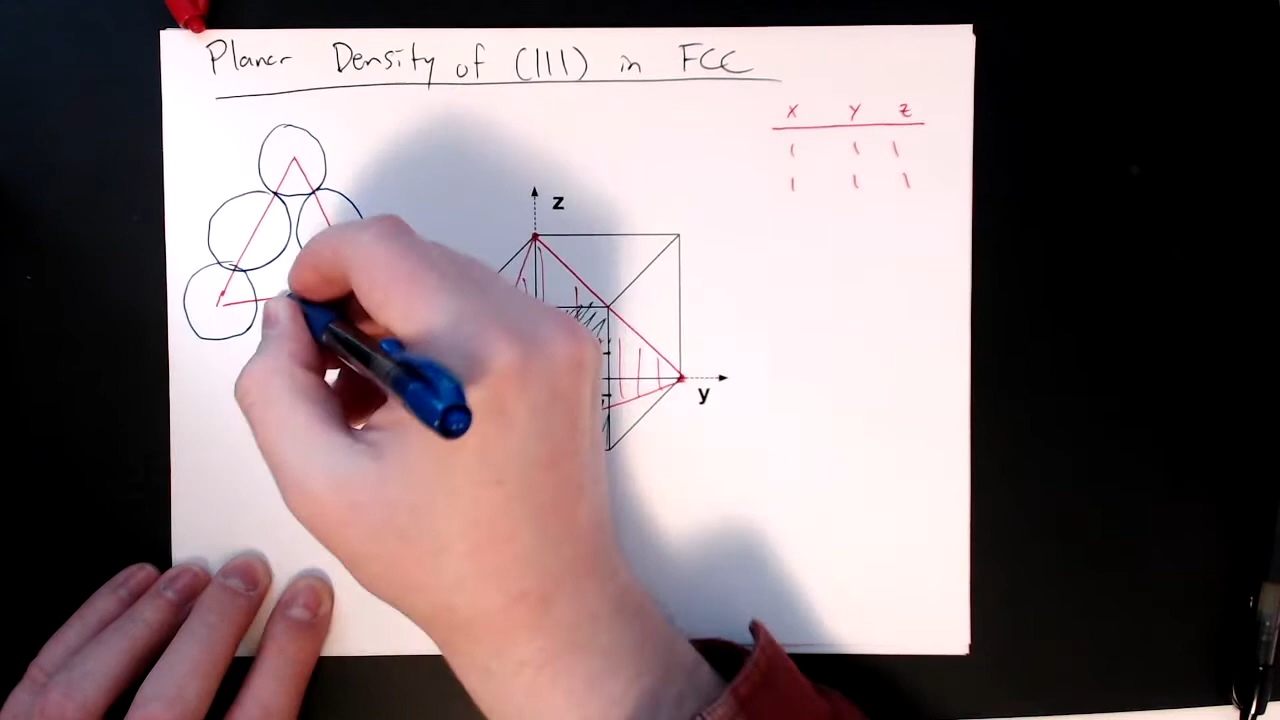 Planar Density of (111) in FCC
x y z
1 1 1
1 1 1
z
y